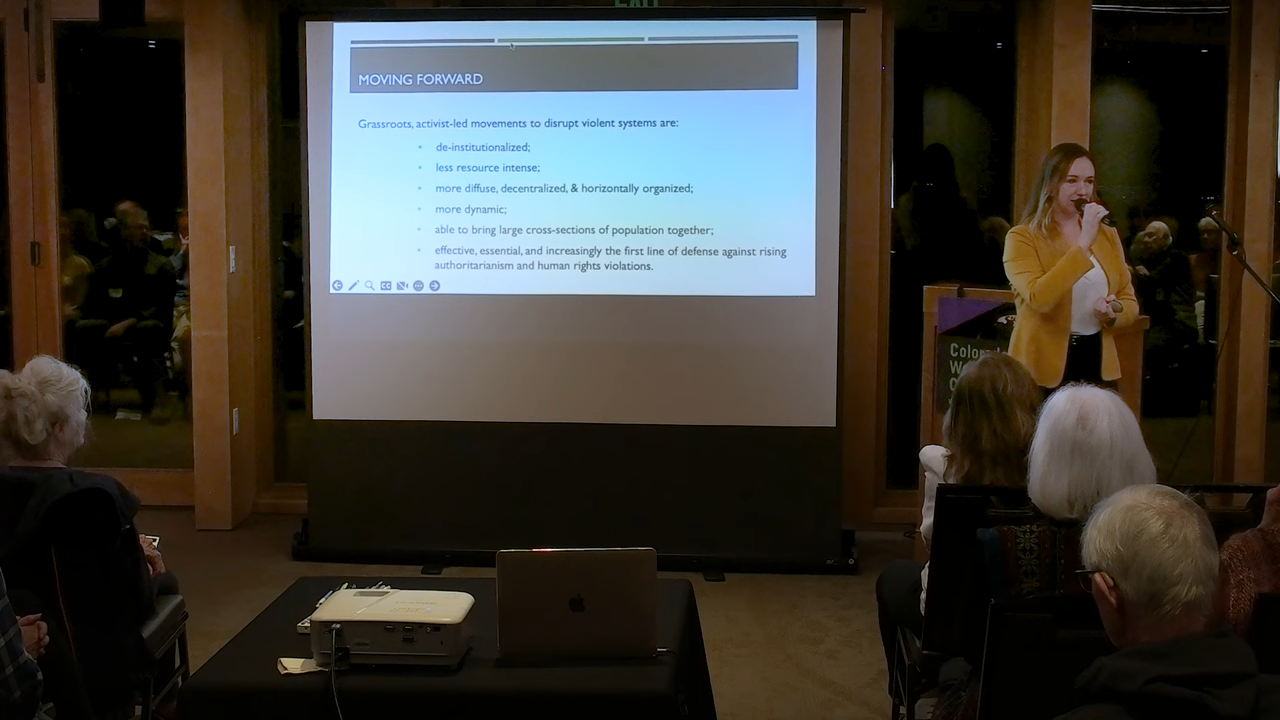 EXIT
MOVING FORWARD
Grassroots, activist-led movements to disrupt violent systems are:
de-institutionalized;
less resource intense;
more diffuse, decentralized, & horizontally organized;
more dynamic;
able to bring large cross-sections of population together;
effective, essential, and increasingly the first line of defense against rising
authoritarianism and human rights violations.